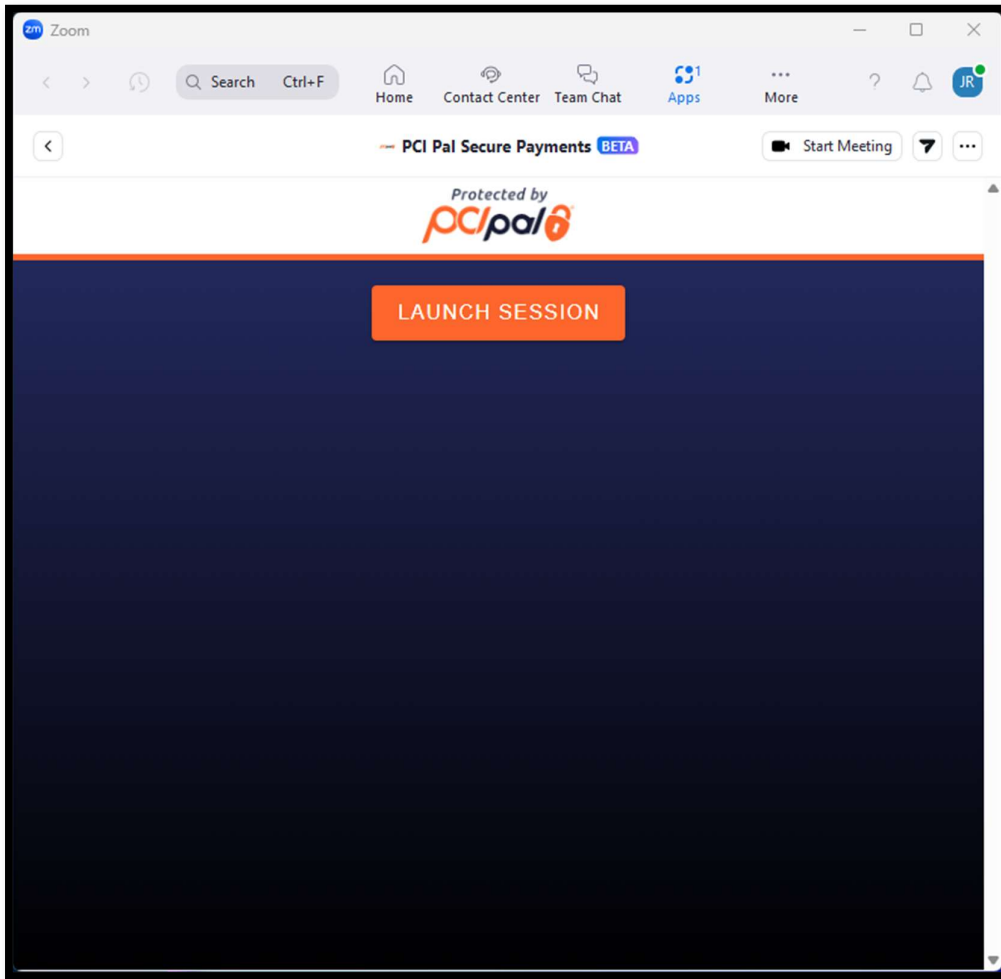 zm Zoom
Search Ctrl+F
Home
Contact Center
Team Chat
Apps
1
More
?
JR
PCI Pal Secure Payments BETA
Start Meeting
Protected by
pcipal
LAUNCH SESSION